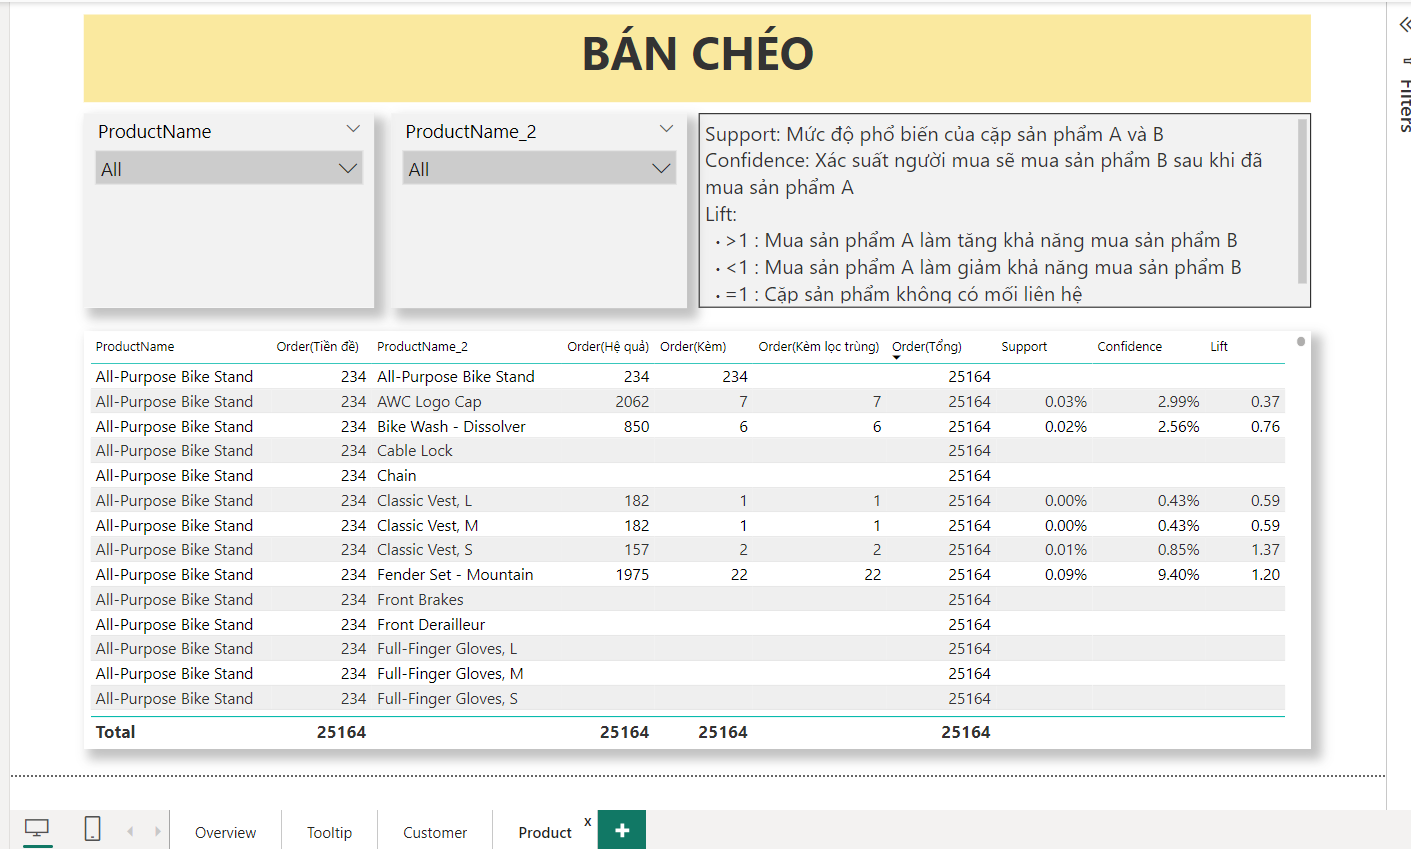 BÁN CHÉO
Filters
ProductName
All
ProductName_2
All
Support: Mức độ phổ biến của cặp sản phẩm A và B
Confidence: Xác suất người mua sẽ mua sản phẩm B sau khi đã
mua sản phẩm A
Lift:
• >1 : Mua sản phẩm A làm tăng khả năng mua sản phẩm B
• <1 : Mua sản phẩm A làm giảm khả năng mua sản phẩm B
• =1 : Cặp sản phẩm không có mối liên hệ
ProductName Order(Tiền đề) ProductName_2 Order(Hệ quả) Order(Kèm) Order(Kèm lọc trùng) Order(Tổng) Support Confidence Lift
All-Purpose Bike Stand 234 All-Purpose Bike Stand 234 234 25164
All-Purpose Bike Stand 234 AWC Logo Cap 2062 7 7 25164 0.03% 2.99% 0.37
All-Purpose Bike Stand 234 Bike Wash - Dissolver 850 6 6 25164 0.02% 2.56% 0.76
All-Purpose Bike Stand 234 Cable Lock 25164
All-Purpose Bike Stand 234 Chain 25164
All-Purpose Bike Stand 234 Classic Vest, L 182 1 1 25164 0.00% 0.43% 0.59
All-Purpose Bike Stand 234 Classic Vest, M 182 1 1 25164 0.00% 0.43% 0.59
All-Purpose Bike Stand 234 Classic Vest, S 157 2 2 25164 0.01% 0.85% 1.37
All-Purpose Bike Stand 234 Fender Set - Mountain 1975 22 22 25164 0.09% 9.40% 1.20
All-Purpose Bike Stand 234 Front Brakes 25164
All-Purpose Bike Stand 234 Front Derailleur 25164
All-Purpose Bike Stand 234 Full-Finger Gloves, L 25164
All-Purpose Bike Stand 234 Full-Finger Gloves, M 25164
All-Purpose Bike Stand 234 Full-Finger Gloves, S 25164
Total 25164 25164 25164 25164
Overview Tooltip Customer Product x +